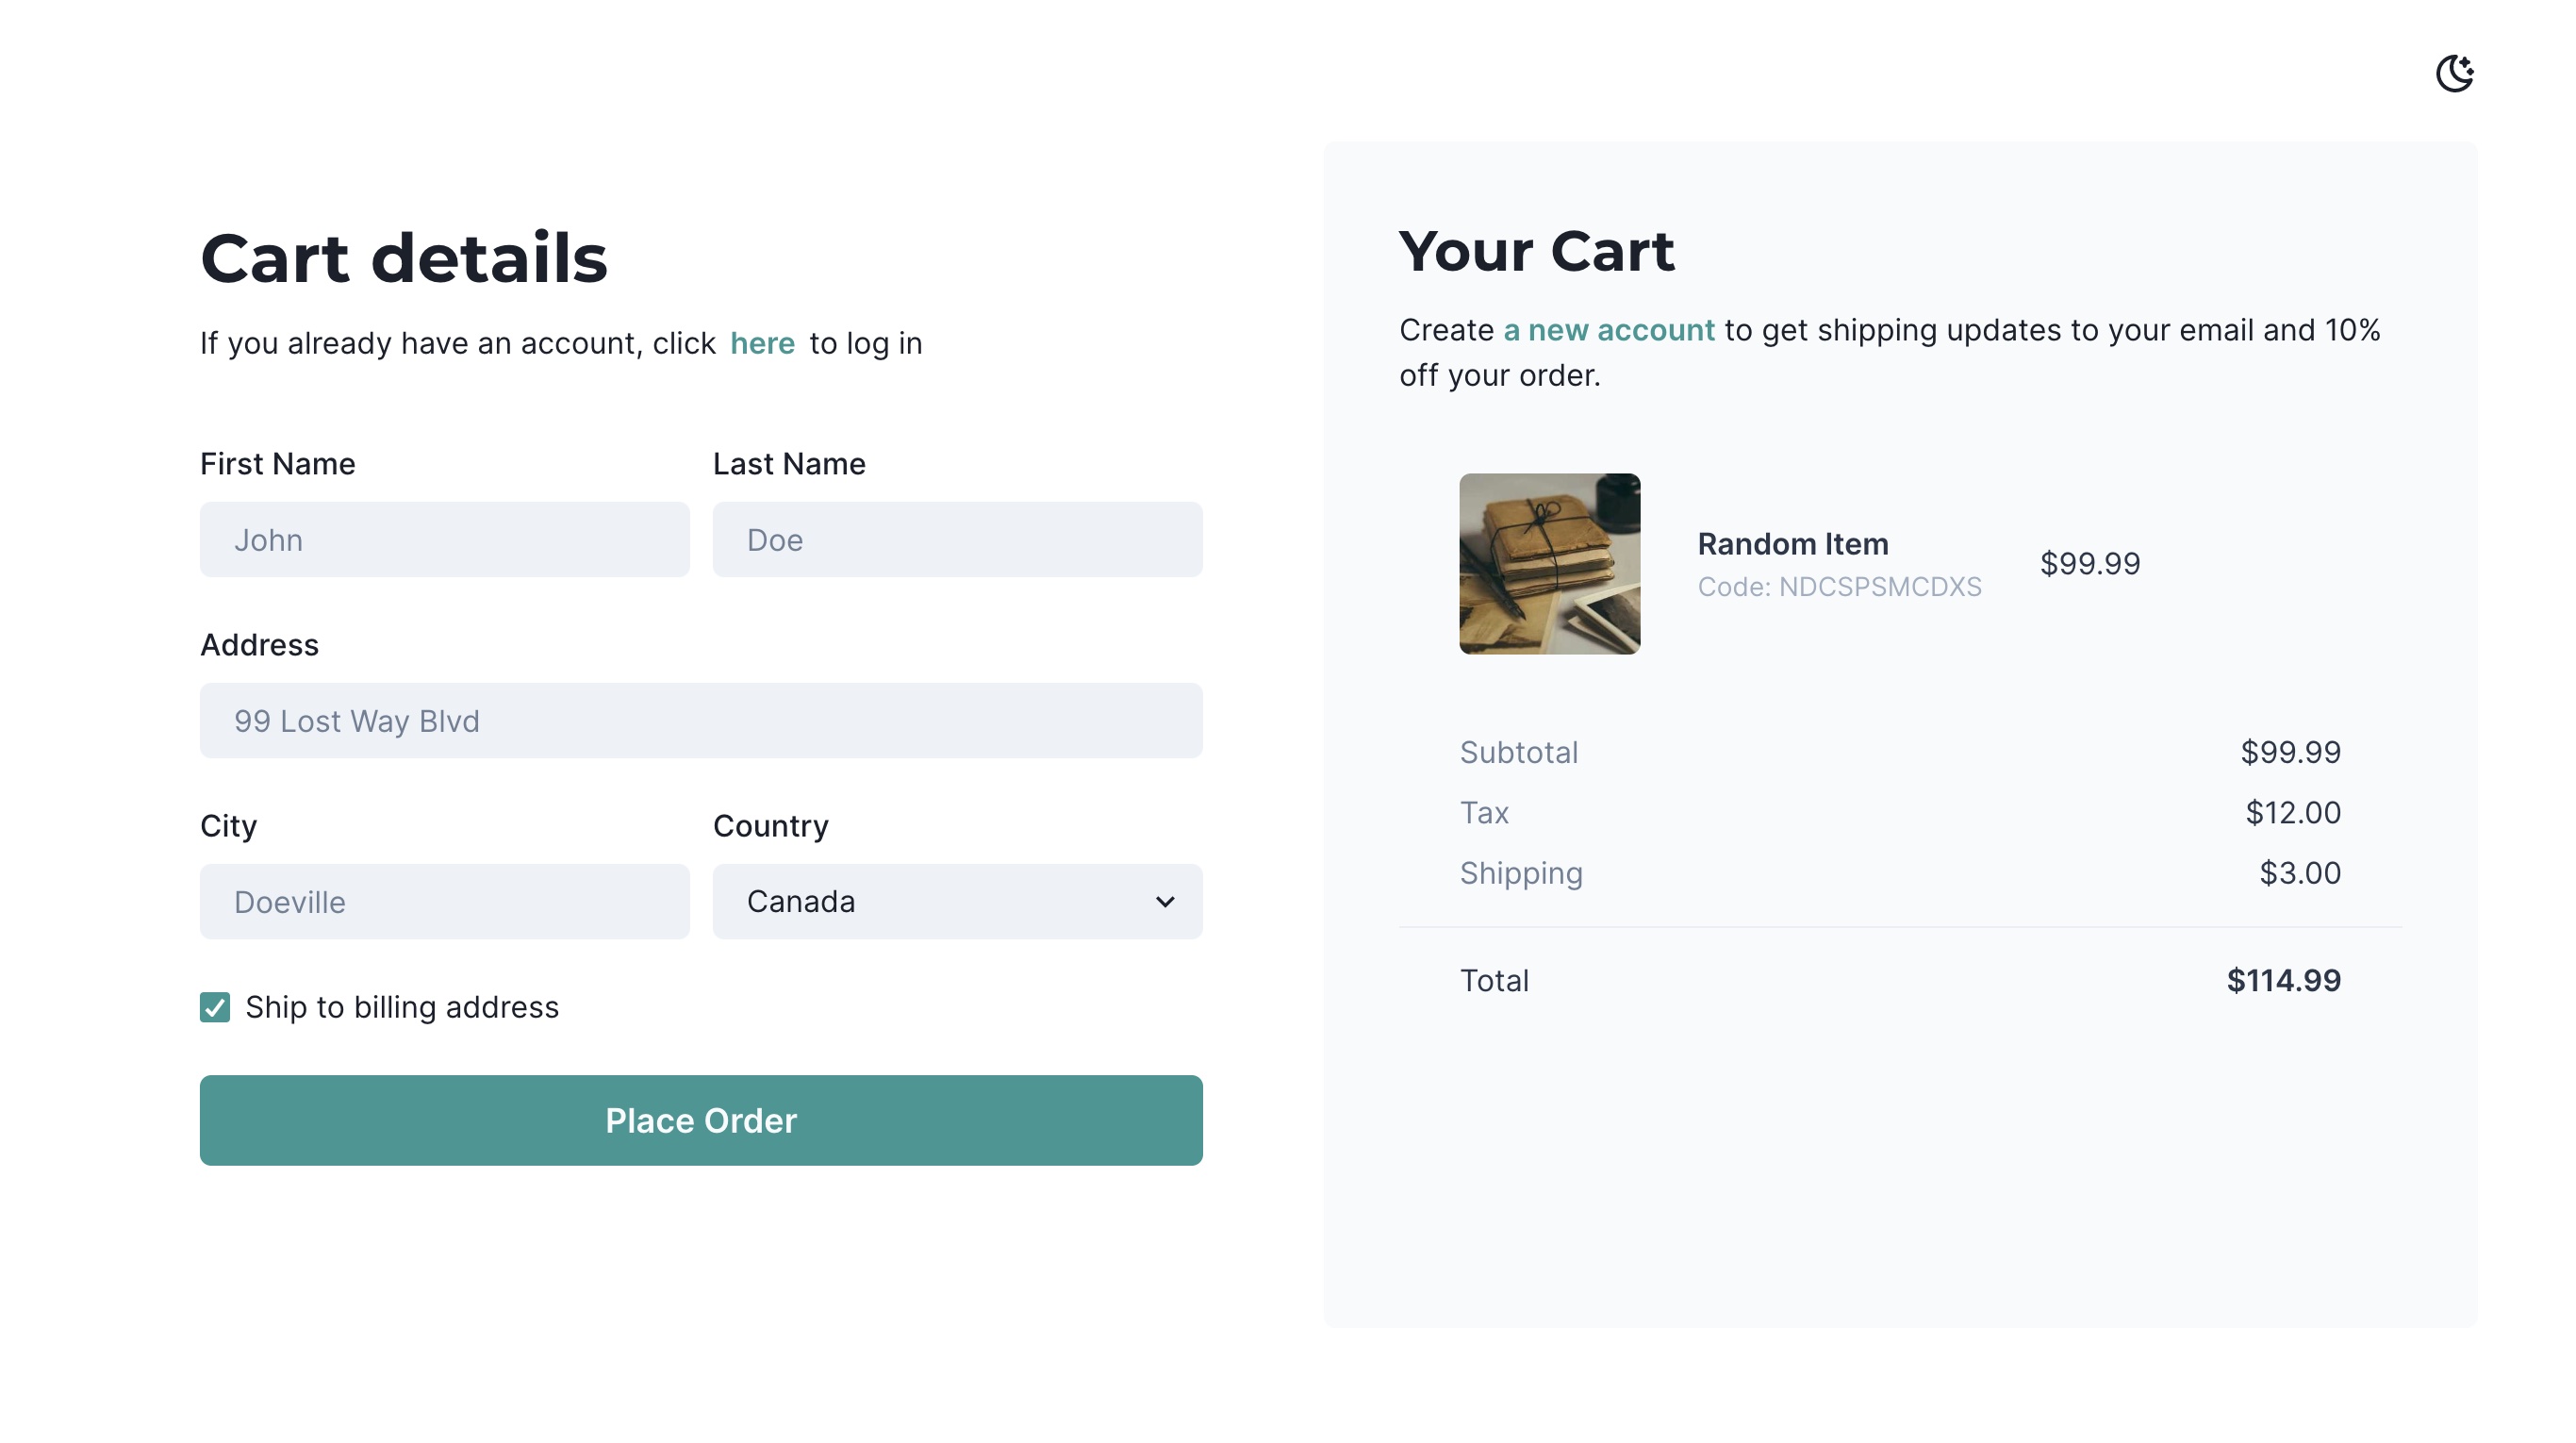 Cart details
If you already have an account, click here to log in
First Name
Last Name
John
Doe
Address
99 Lost Way Blvd
City
Country
Doeville
Canada
Ship to billing address
Place Order
Your Cart
Create a new account to get shipping updates to your email and 10%
off your order.
Random Item
Code: NDCSPSMCDXS
$99.99
Subtotal $99.99
Tax $12.00
Shipping $3.00
Total $114.99